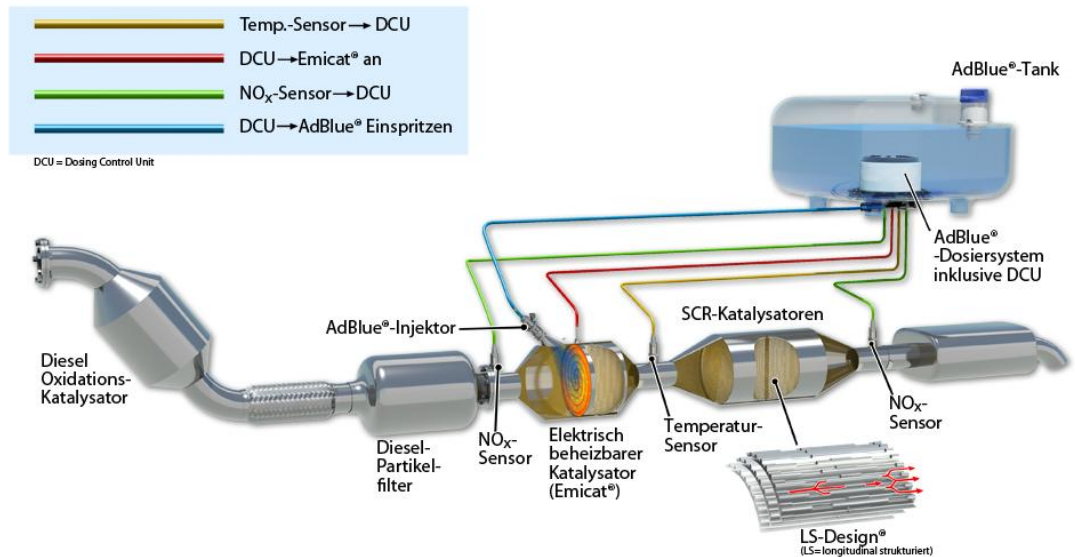 Temp.-Sensor→DCU
DCU→Emicat® an
NOX-Sensor→DCU
DCU→AdBlue® Einspritzen
DCU = Dosing Control Unit
AdBlue®-Tank
AdBlue®
-Dosiersystem
inklusive DCU
AdBlue®-Injektor
SCR-Katalysatoren
Diesel
Oxidations-
Katalysator
Diesel-
Partikel-
filter
NOX-
Sensor
Elektrisch
beheizbarer
Katalysator
(Emicat®)
Temperatur-
Sensor
NOX-
Sensor
LS-Design®
(LS=longitudinal strukturiert)